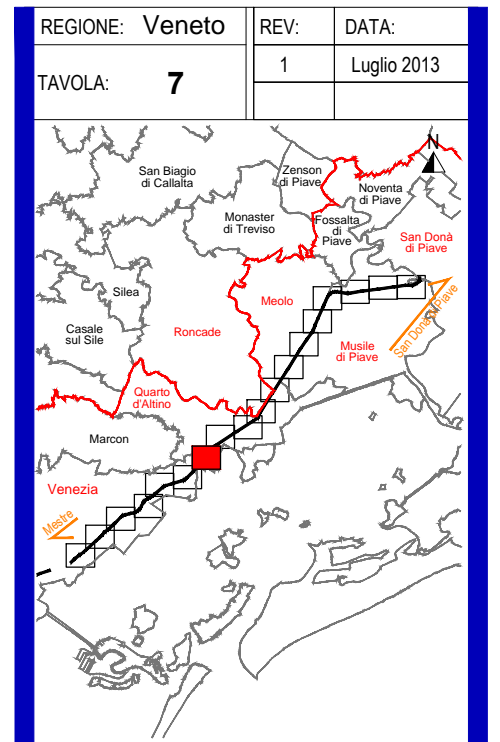 REGIONE: Veneto
REV:
DATA:
TAVOLA: 7
1
Luglio 2013
N
San Biagio
di Callalta
Zenson
di Piave
Noventa
di Piave
Monaster
di Treviso
Fossalta
di
Piave
San Donà
di Piave
Silea
Meolo
Casale
sul Sile
Roncade
Musile
di Piave
San Donà di Piave
Quarto
d'Altino
Marcon
Venezia
Mestre